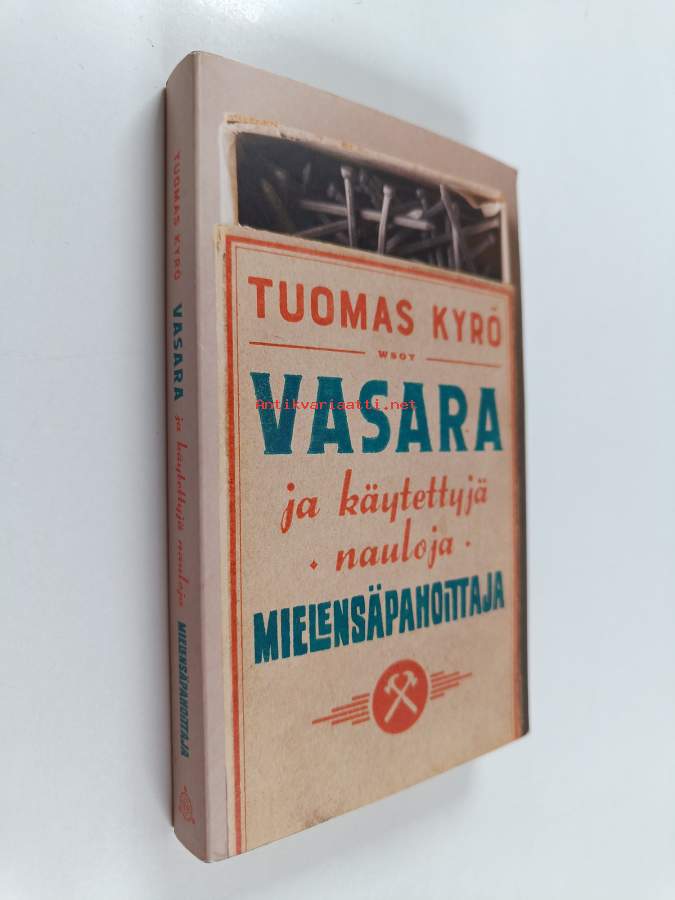 TUOMAS KYRÖ
WSOY
VASARA
ja käytettyjä
· nauloja ·
MIELENSÄPAHOITTAJA
Antikvariaatti.net
TUOMAS KYRÖ VASARA ja käytettyjä nauloja MIELENSÄPAHOITTAJA